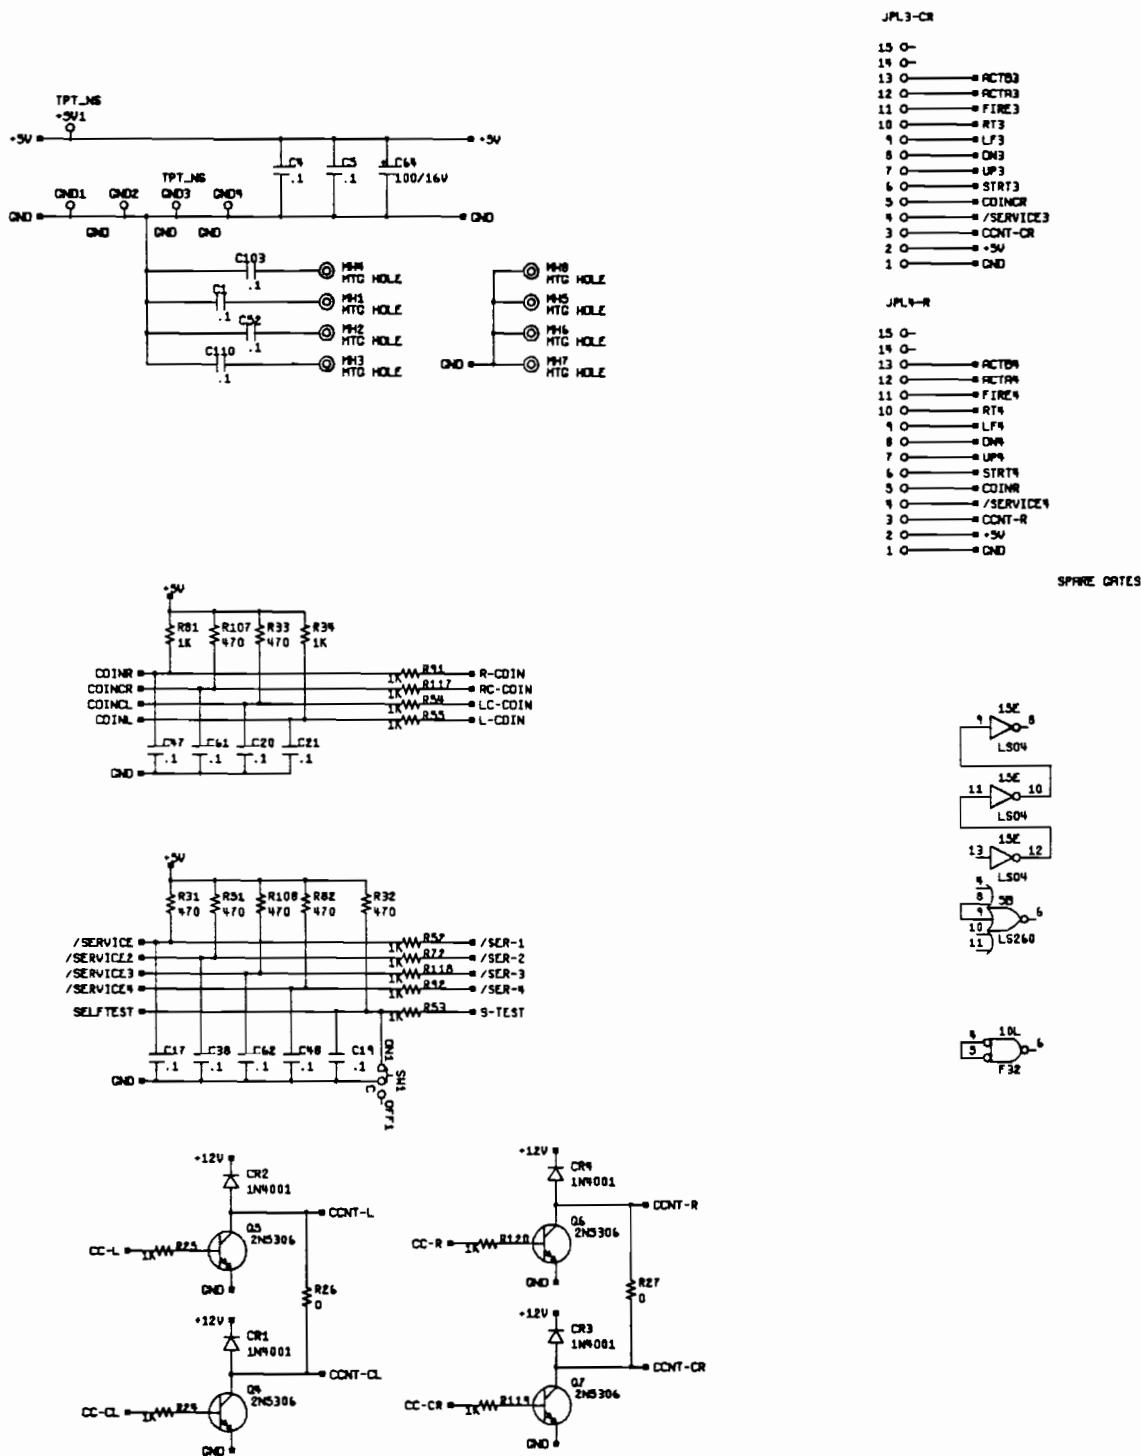 JPL3-CR
15
14
13 ACTB3
12 ACTA3
11 FIRE3
10 RT3
9 LF3
8 DN3
7 UP3
6 STRT3
5 COINCR
4 /SERVICE3
3 CCNT-CR
2 +5V
1 GND
TPT_NS
+5V1
+5V +5V
C4 .1
C5 .1
C64 100/16V
TPT_NS
GND1 GND2 GND3 GND4
GND GND
GND GND GND
C103 .1 MH4 MTG HOLE
C1 .1 MH1 MTG HOLE
C52 .1 MH2 MTG HOLE
C110 .1 MH3 MTG HOLE
MH8 MTG HOLE
MH5 MTG HOLE
MH6 MTG HOLE
GND MH7 MTG HOLE
JPL4-R
15
14
13 ACTB4
12 ACTA4
11 FIRE4
10 RT4
9 LF4
8 DN4
7 UP4
6 STRT4
5 COINR
4 /SERVICE4
3 CCNT-R
2 +5V
1 GND
SPARE GATES
+5V
R81 1K
R107 470
R33 470
R34 1K
COINR 1K R91 R-COIN
COINCR 1K R117 RC-COIN
COINCL 1K R54 LC-COIN
COINL 1K R55 L-COIN
C47 .1
C61 .1
C20 .1
C21 .1
GND
15E
9 8
LS04
15E
11 10
LS04
15E
13 12
LS04
4
8 5B
9 6
10
11 LS260
10L
4
5 6
F32
+5V
R31 470
R51 470
R108 470
R82 470
R32 470
/SERVICE 1K R52 /SER-1
/SERVICE2 1K R72 /SER-2
/SERVICE3 1K R118 /SER-3
/SERVICE4 1K R92 /SER-4
SELFTEST 1K R53 S-TEST
C17 .1
C38 .1
C62 .1
C48 .1
C19 .1
GND
ON1
SW1
C
OFF1
+12V
CR2
1N4001
CCNT-L
Q5
2N5306
CC-L 1K R25
GND
R26
0
+12V
CR1
1N4001
CCNT-CL
Q4
2N5306
CC-CL 1K R24
GND
+12V
CR4
1N4001
CCNT-R
Q6
2N5306
CC-R 1K R120
GND
R27
0
+12V
CR3
1N4001
CCNT-CR
Q7
2N5306
CC-CR 1K R119
GND